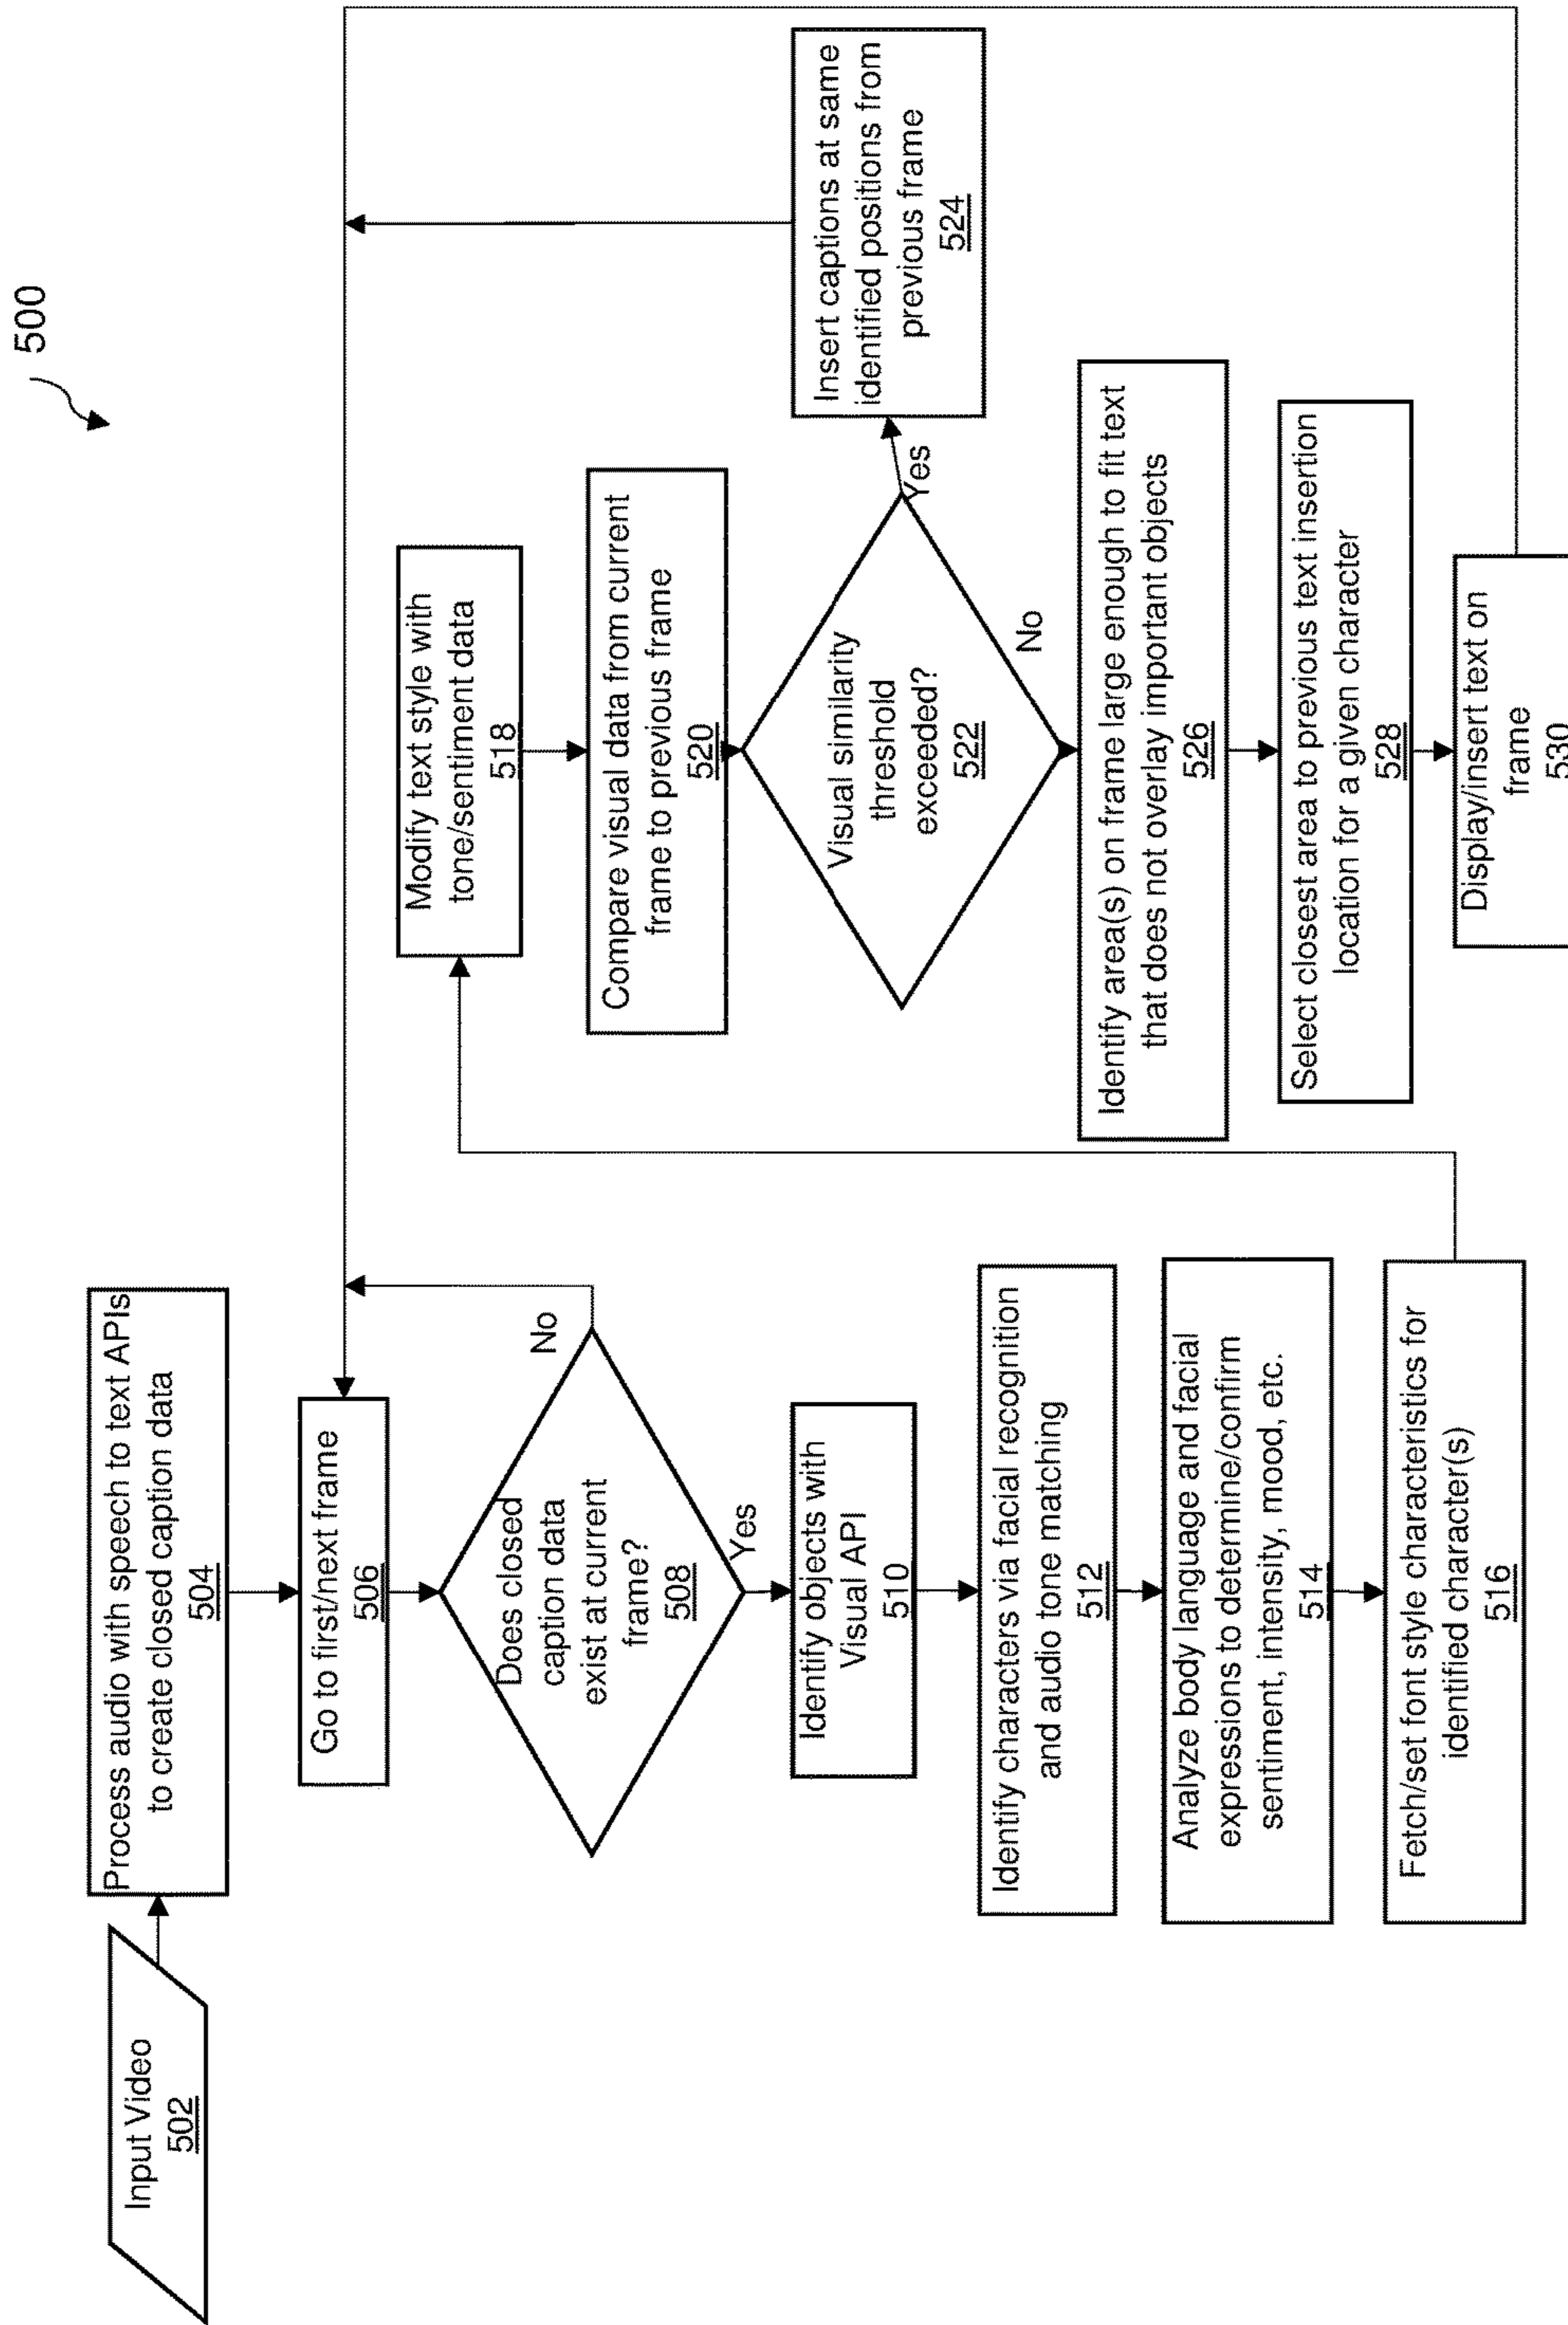 500
Input Video
502
Process audio with speech to text APIs
to create closed caption data
504
Go to first/next frame
506
Does closed
caption data
exist at current
frame?
508
No
Yes
Identify objects with
Visual API
510
Identify characters via facial recognition
and audio tone matching
512
Analyze body language and facial
expressions to determine/confirm
sentiment, intensity, mood, etc.
514
Fetch/set font style characteristics for
identified character(s)
516
Modify text style with
tone/sentiment data
518
Compare visual data from current
frame to previous frame
520
Visual similarity
threshold
exceeded?
522
Yes
No
Insert captions at same
identified positions from
previous frame
524
Identify area(s) on frame large enough to fit text
that does not overlay important objects
526
Select closest area to previous text insertion
location for a given character
528
Display/insert text on
frame
530